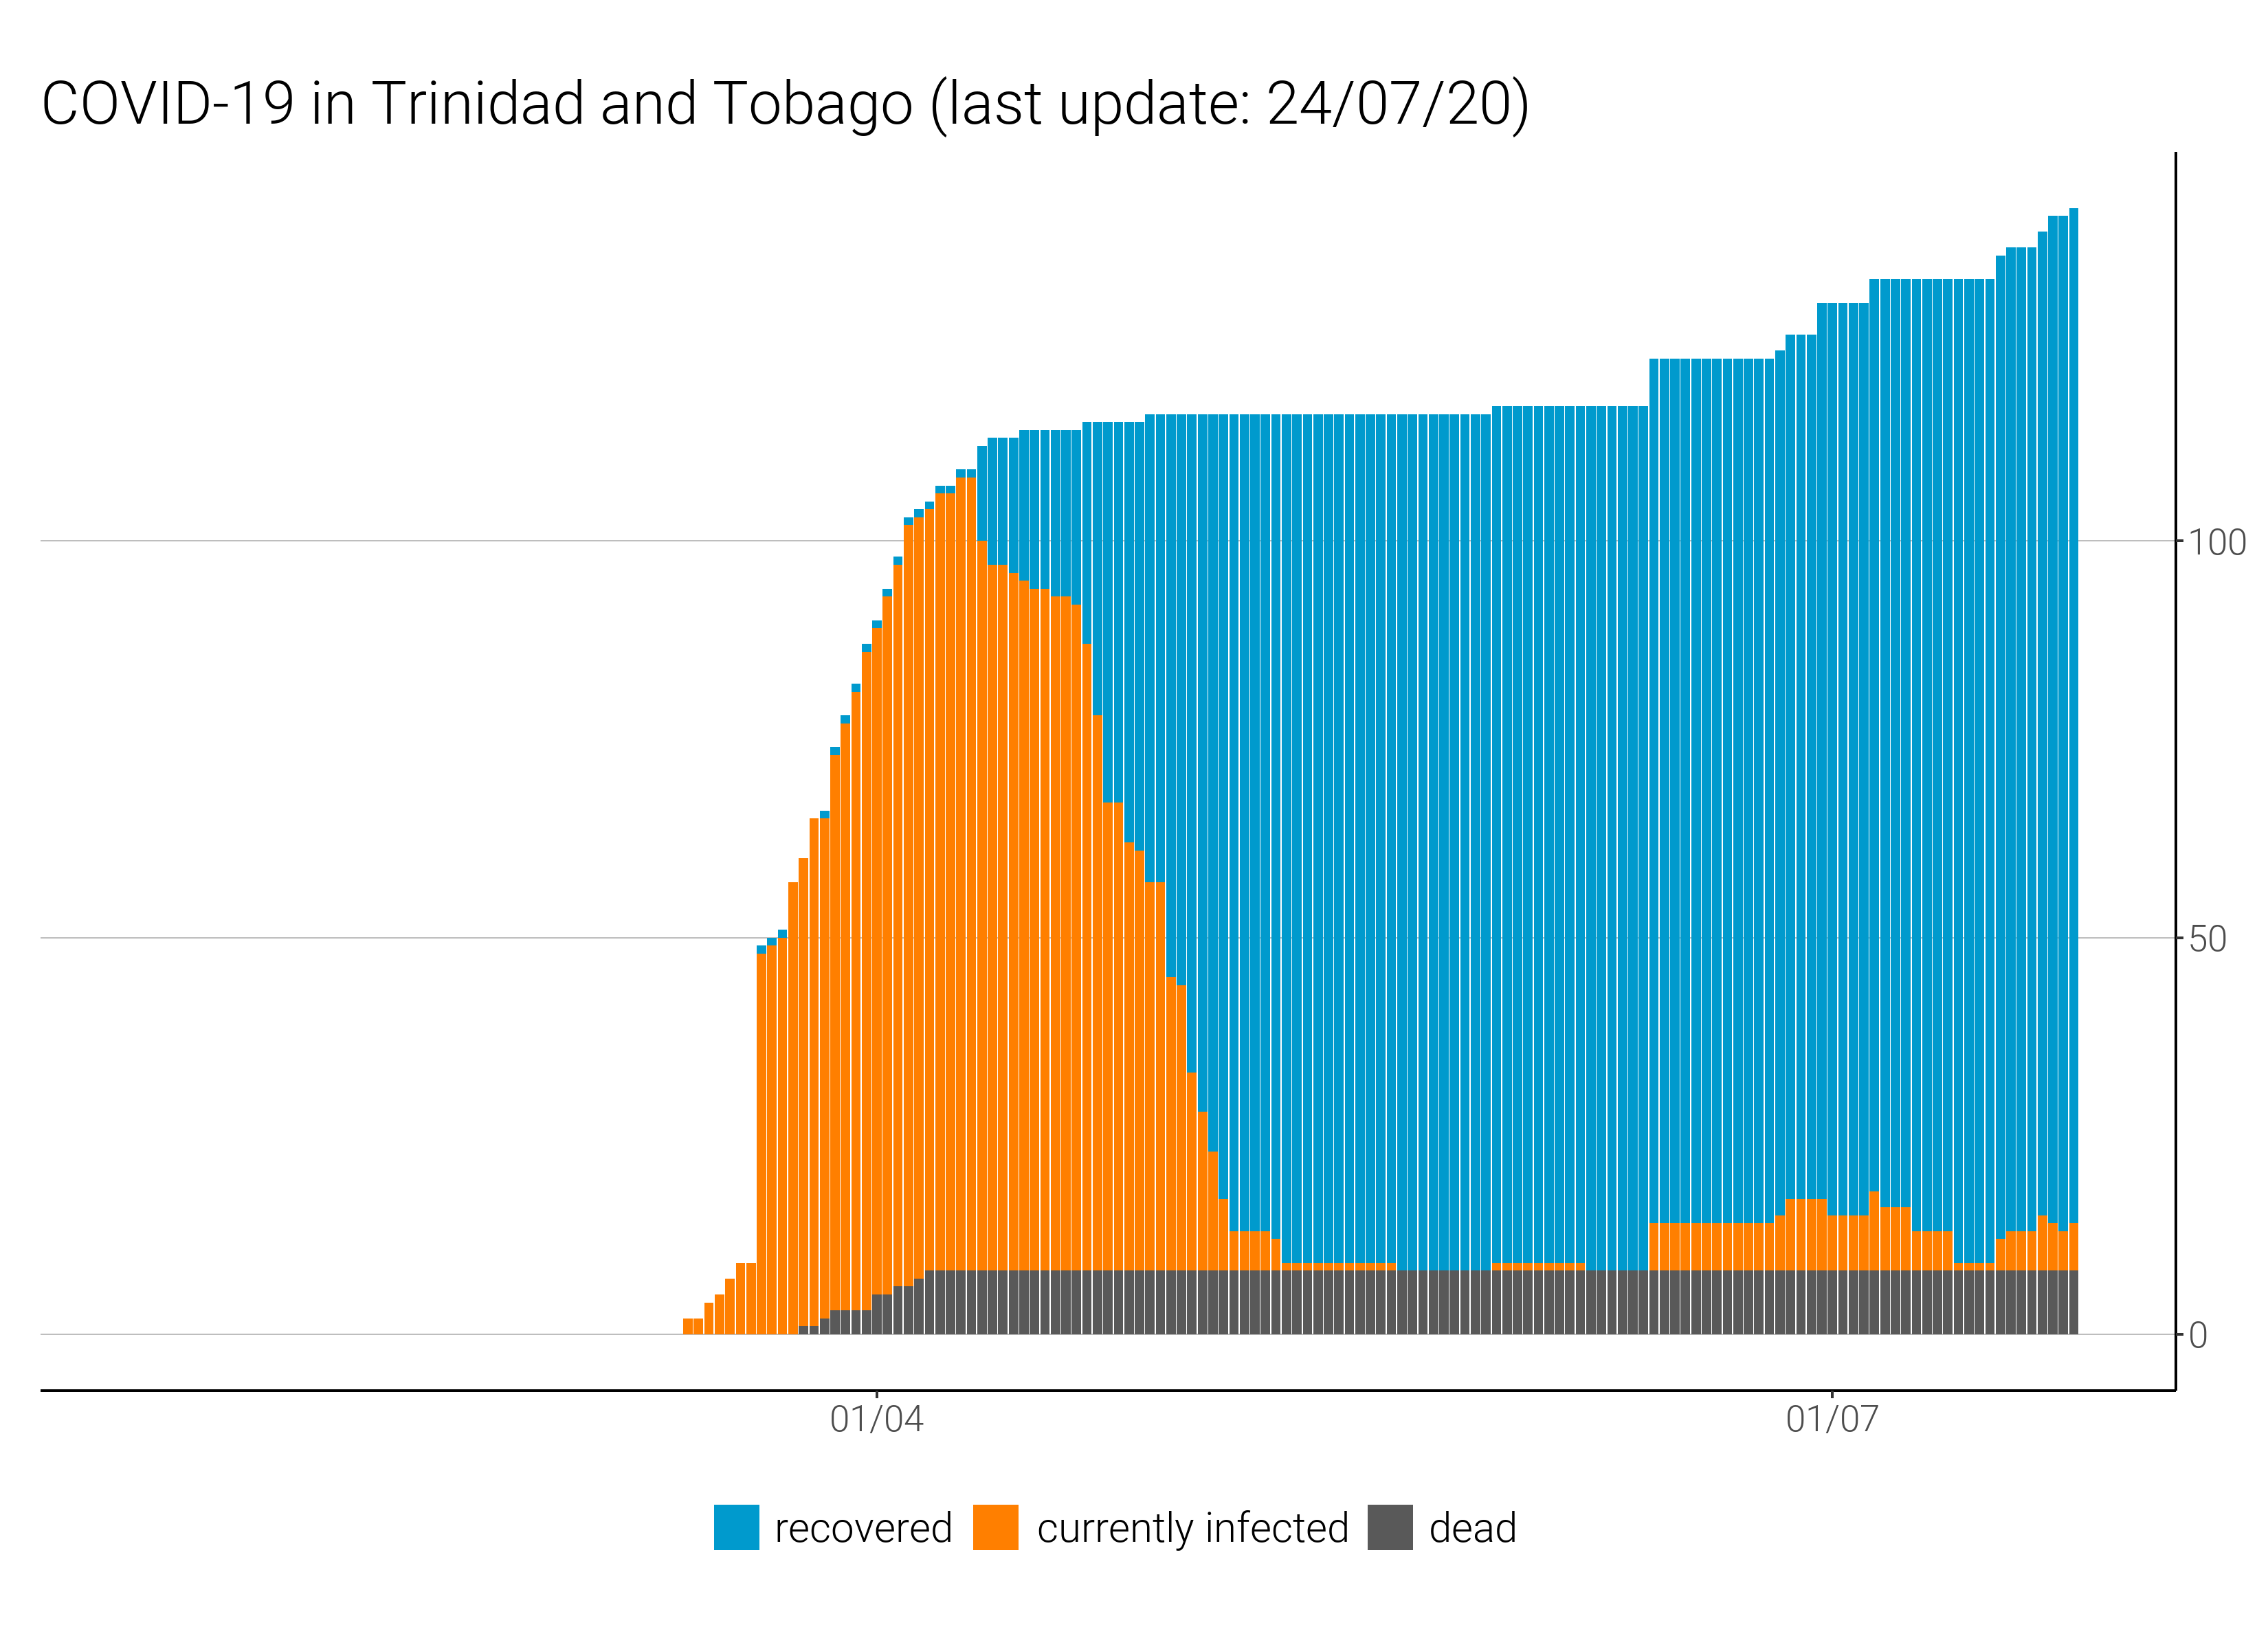 COVID-19 in Trinidad and Tobago (last update: 24/07/20)
100
50
0
01/04 01/07
recovered currently infected dead